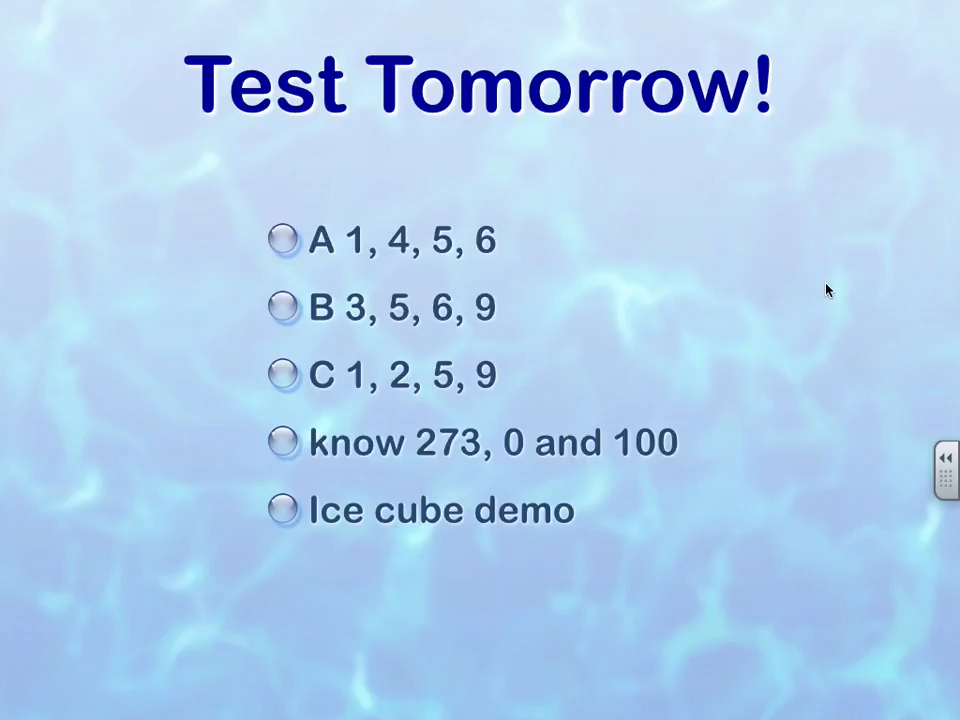 Test Tomorrow!
A 1, 4, 5, 6
B 3, 5, 6, 9
C 1, 2, 5, 9
know 273, 0 and 100
Ice cube demo